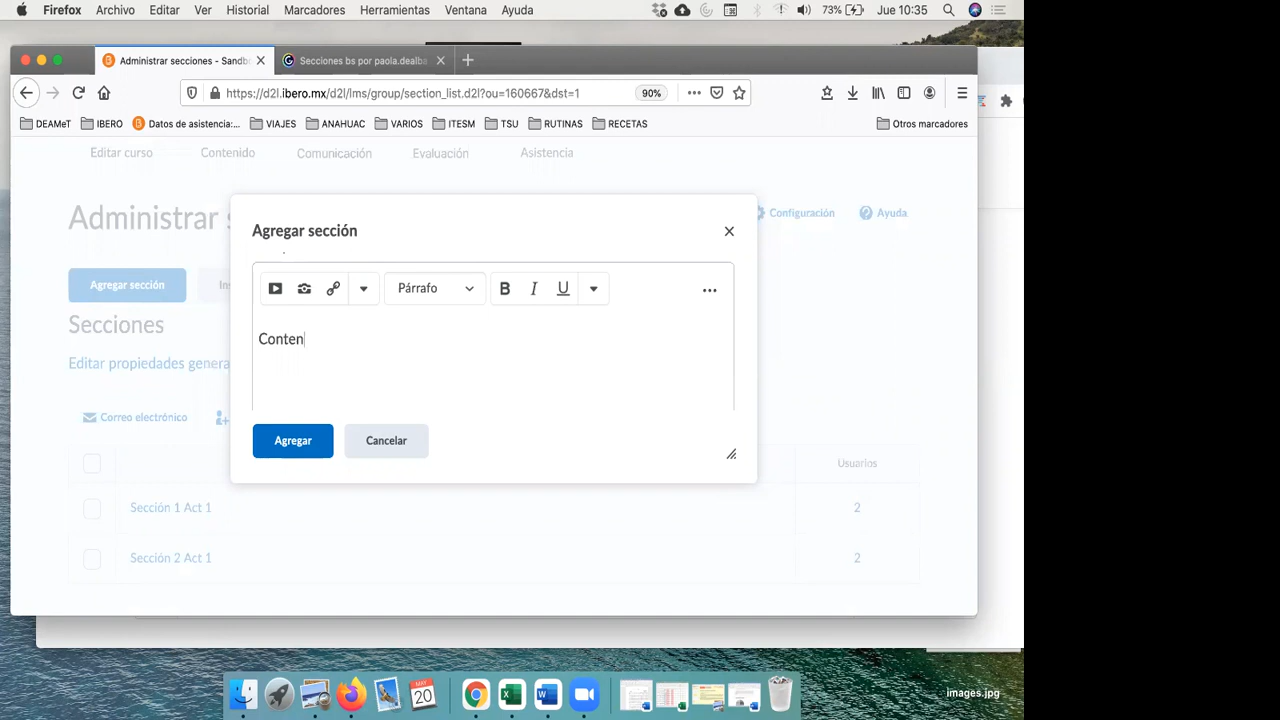 Firefox Archivo Editar Ver Historial Marcadores Herramientas Ventana Ayuda 73% Jue 10:35
Administrar secciones - Sandb Secciones bs por paola.dealba
https://d2l.ibero.mx/d2l/lms/group/section_list.d2l?ou=160667&dst=1 90%
DEAMeT IBERO Datos de asistencia:... VIAJES ANAHUAC VARIOS ITESM TSU RUTINAS RECETAS Otros marcadores
Editar curso Contenido Comunicación Evaluación Asistencia
Administrar s Configuración Ayuda
Agregar sección
Párrafo B I U
Agregar sección Ins
Secciones
Conten
Editar propiedades genera
Correo electrónico
Agregar Cancelar
Usuarios
Sección 1 Act 1 2
Sección 2 Act 1 2
MAY
20
images.jpg